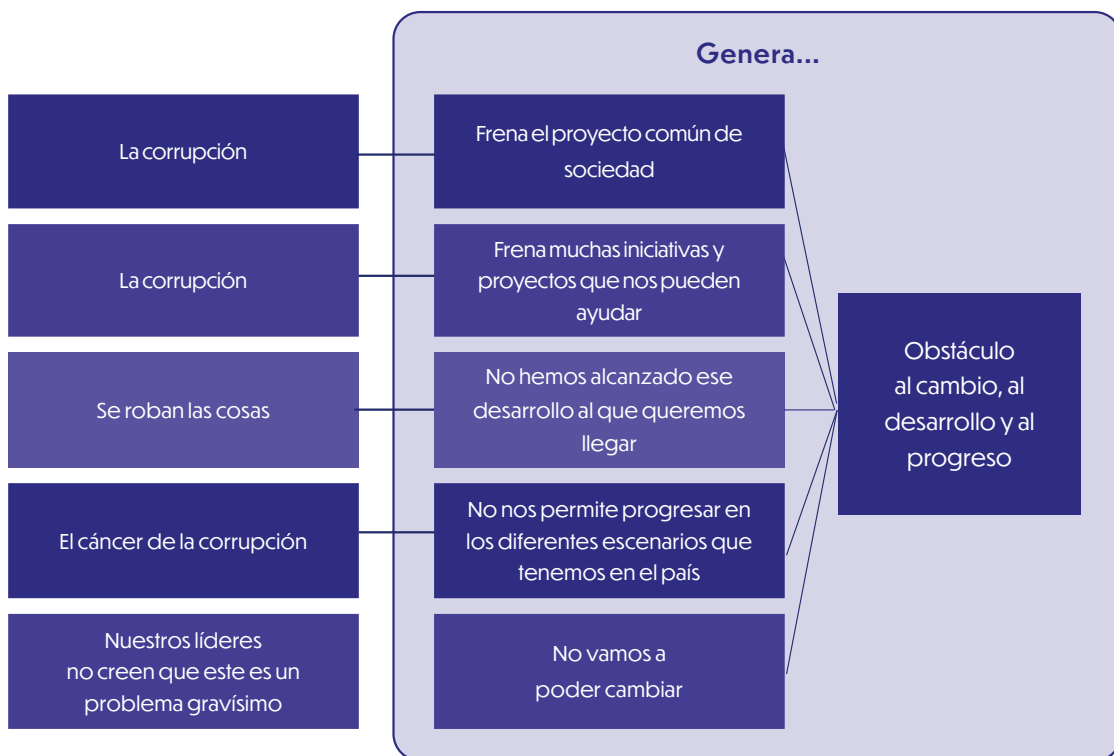 Genera...
La corrupción
Frena el proyecto común de
sociedad
La corrupción
Frena muchas iniciativas y
proyectos que nos pueden
ayudar
Se roban las cosas
No hemos alcanzado ese
desarrollo al que queremos
llegar
El cáncer de la corrupción
No nos permite progresar en
los diferentes escenarios que
tenemos en el país
Nuestros líderes
no creen que este es un
problema gravísimo
No vamos a
poder cambiar
Obstáculo
al cambio, al
desarrollo y al
progreso